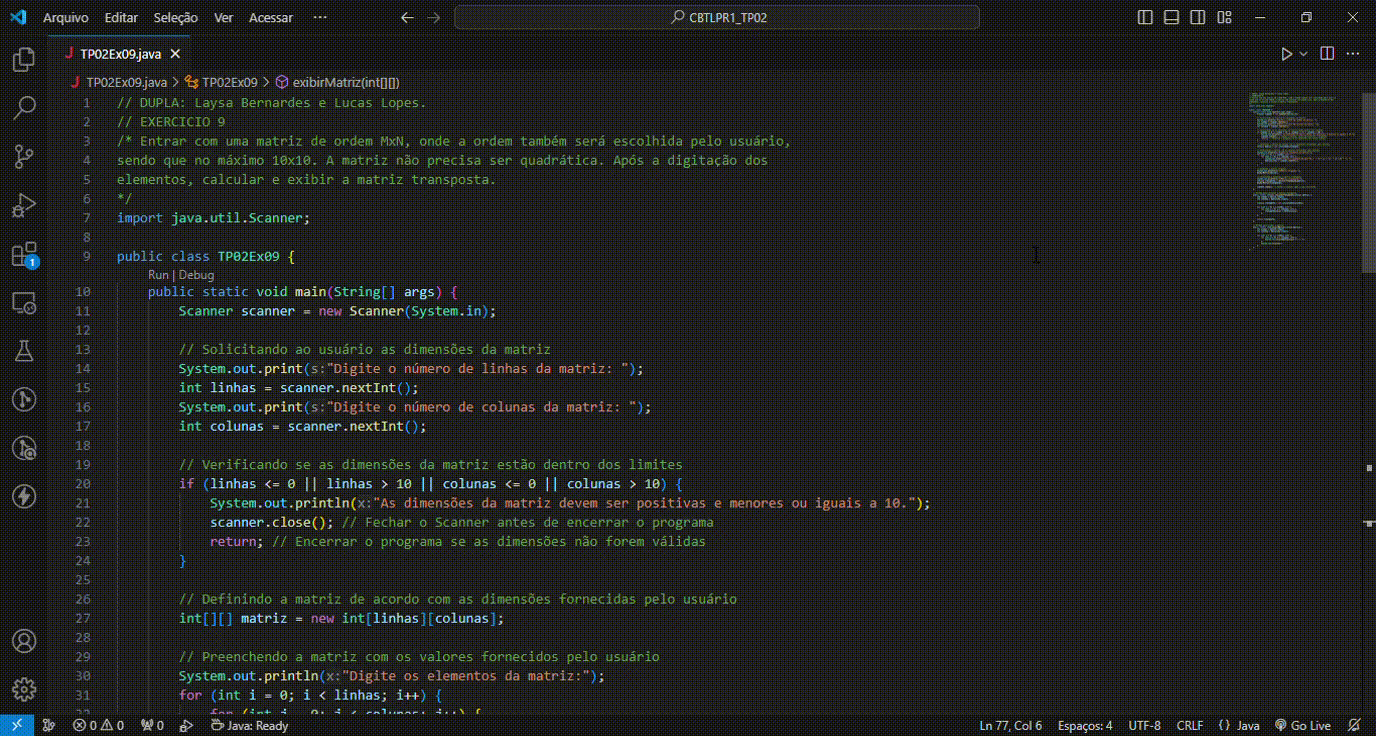 Arquivo Editar Seleção Ver Acessar ···
CBTLPR1_TP02
J TP02Ex09.java
J TP02Ex09.java > TP02Ex09 > exibirMatriz(int[][])
1 // DUPLA: Laysa Bernardes e Lucas Lopes.
2 // EXERCICIO 9
3 /* Entrar com uma matriz de ordem MxN, onde a ordem também será escolhida pelo usuário,
4 sendo que no máximo 10x10. A matriz não precisa ser quadrática. Após a digitação dos
5 elementos, calcular e exibir a matriz transposta.
6 */
7 import java.util.Scanner;
8
9 public class TP02Ex09 {
Run | Debug
10 public static void main(String[] args) {
11 Scanner scanner = new Scanner(System.in);
12
13 // Solicitando ao usuário as dimensões da matriz
14 System.out.print(s:"Digite o número de linhas da matriz: ");
15 int linhas = scanner.nextInt();
16 System.out.print(s:"Digite o número de colunas da matriz: ");
17 int colunas = scanner.nextInt();
18
19 // Verificando se as dimensões da matriz estão dentro dos limites
20 if (linhas <= 0 || linhas > 10 || colunas <= 0 || colunas > 10) {
21 System.out.println(x:"As dimensões da matriz devem ser positivas e menores ou iguais a 10.");
22 scanner.close(); // Fechar o Scanner antes de encerrar o programa
23 return; // Encerrar o programa se as dimensões não forem válidas
24 }
25
26 // Definindo a matriz de acordo com as dimensões fornecidas pelo usuário
27 int[][] matriz = new int[linhas][colunas];
28
29 // Preenchendo a matriz com os valores fornecidos pelo usuário
30 System.out.println(x:"Digite os elementos da matriz:");
31 for (int i = 0; i < linhas; i++) {
32 for (int j = 0; j < colunas; j++) {
1
0 0 0 Java: Ready Ln 77, Col 6 Espaços: 4 UTF-8 CRLF {} Java Go Live